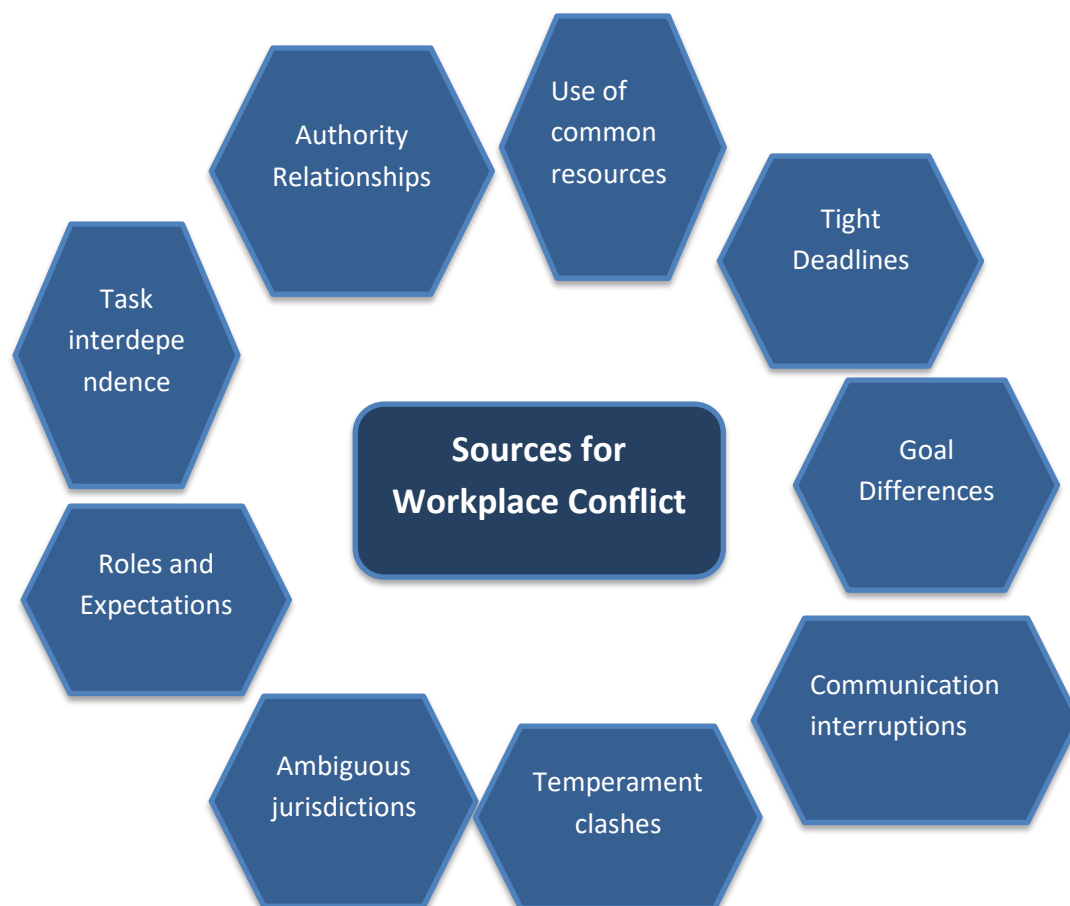 Authority
Relationships
Use of
common
resources
Tight
Deadlines
Task
interdepe
ndence
Sources for
Workplace Conflict
Goal
Differences
Roles and
Expectations
Communication
interruptions
Ambiguous
jurisdictions
Temperament
clashes